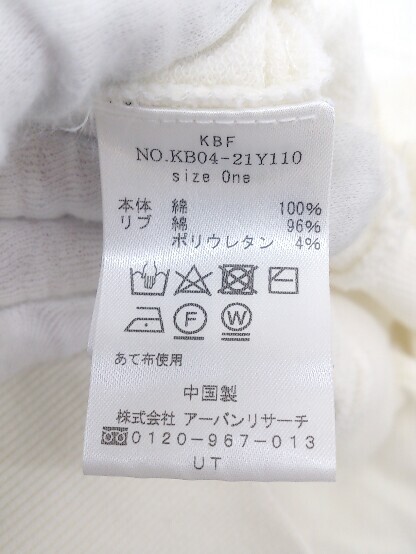 KBF
NO.KB04-21Y110
size One
本体 綿 100%
リブ 綿 96%
ポリウレタン 4%
F W
あて布使用
中国製
株式会社 アーバンリサーチ
0120-967-013
UT